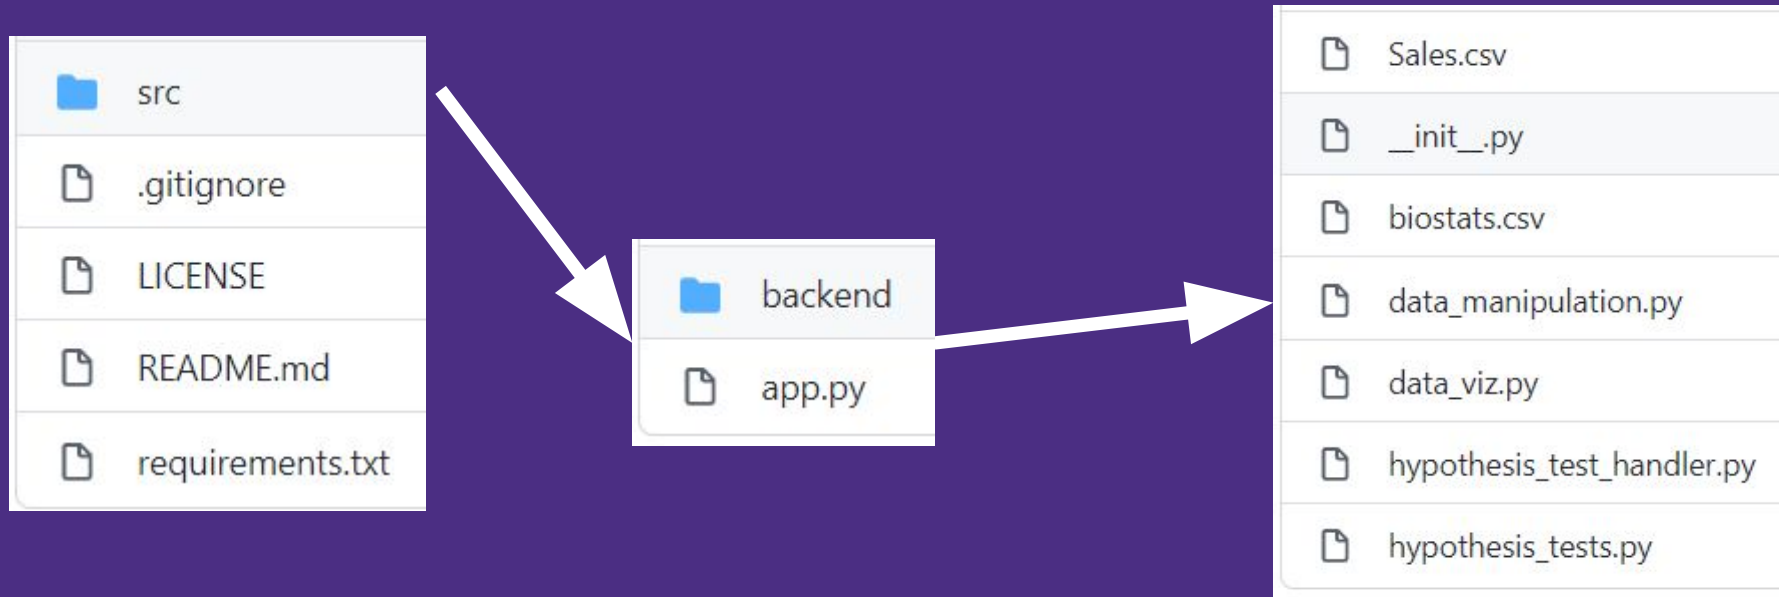 src
.gitignore
LICENSE
README.md
requirements.txt
backend
app.py
Sales.csv
__init__.py
biostats.csv
data_manipulation.py
data_viz.py
hypothesis_test_handler.py
hypothesis_tests.py